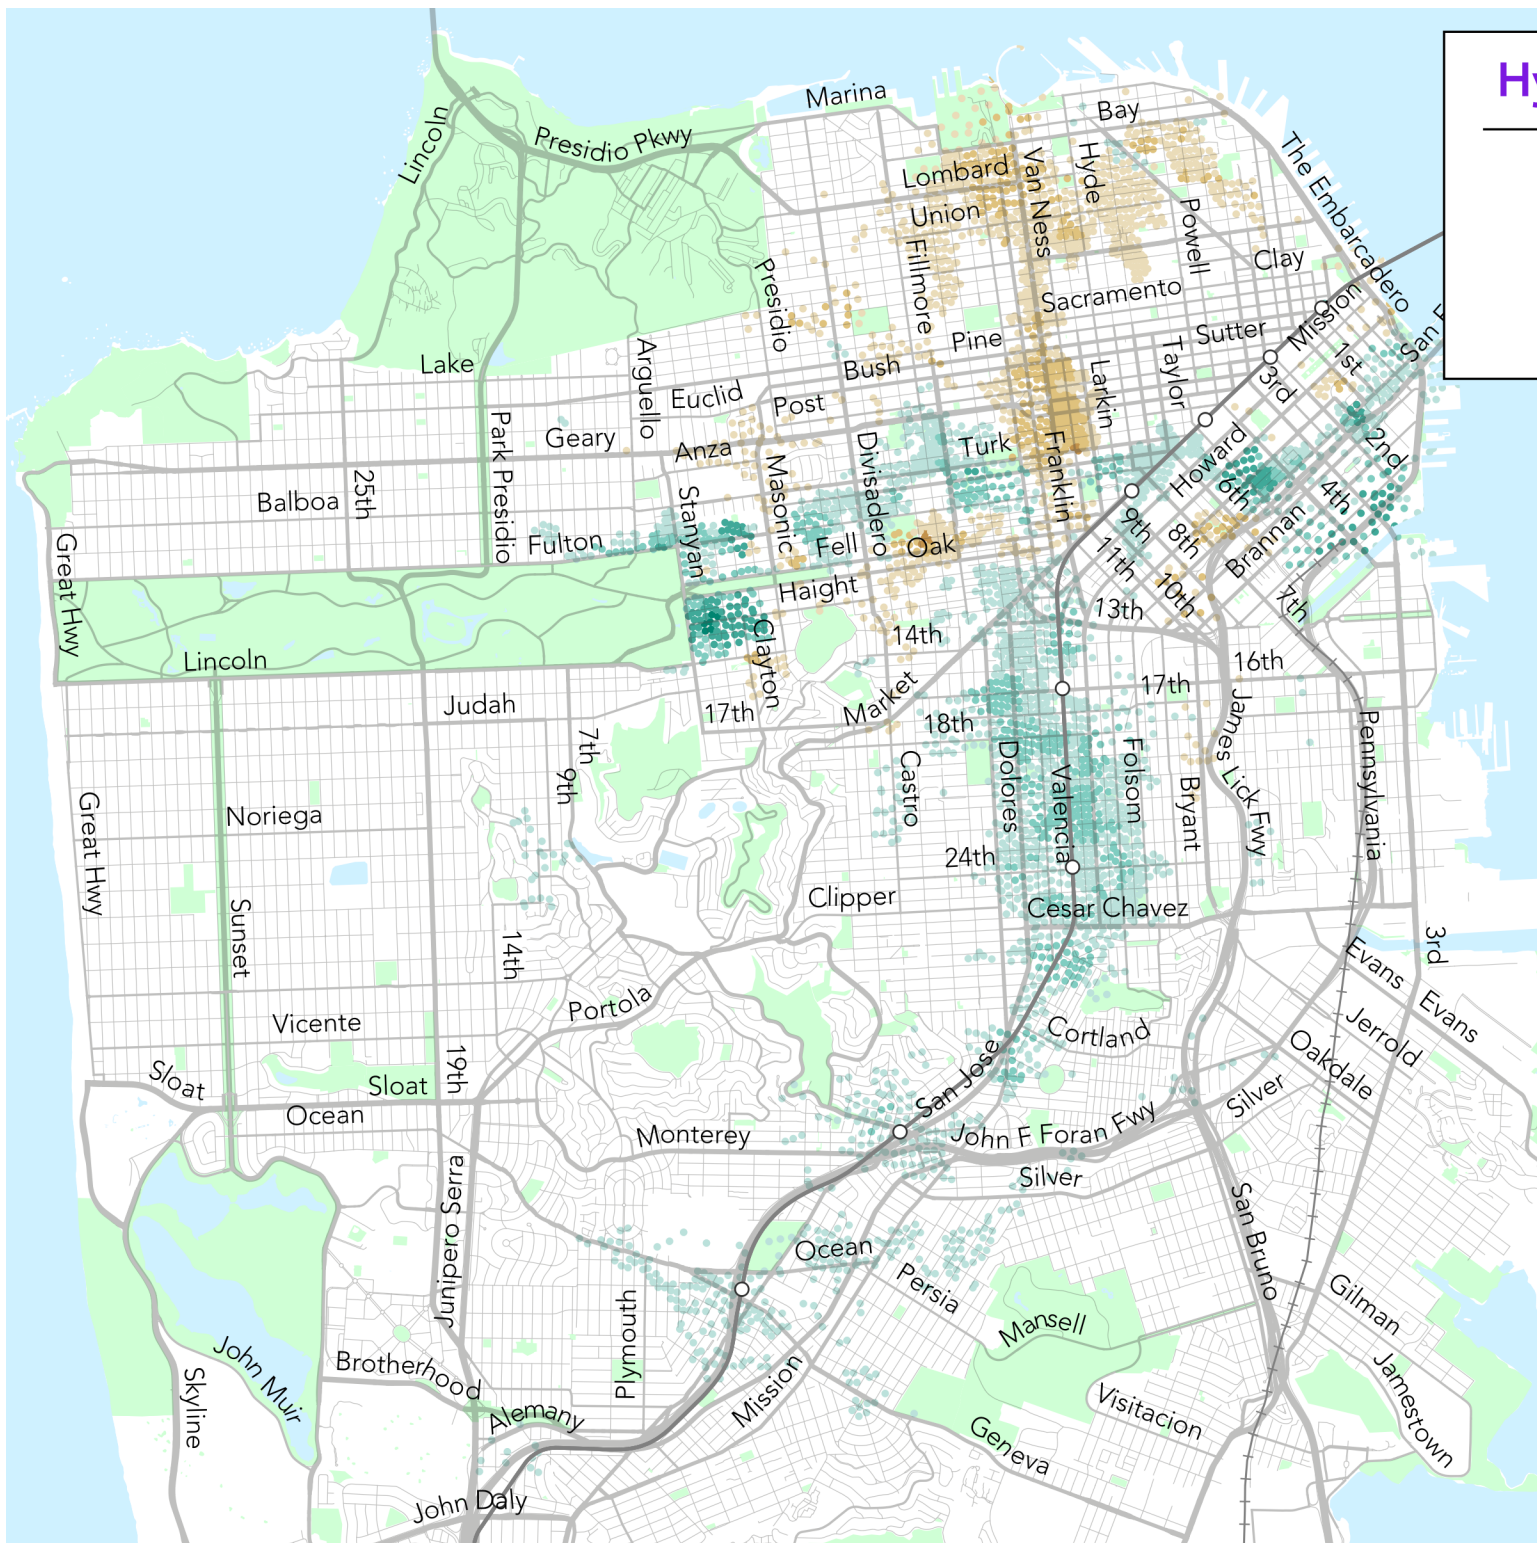 Hy
Marina
Bay
Lincoln
Presidio Pkwy
Lombard
Van Ness
Hyde
The Embarcadero
Union
Powell
Fillmore
Clay
Presidio
Sacramento
Mission
Pine
Sutter
San F
Lake
Arguello
Bush
Larkin
Taylor
1st
3rd
Euclid
Post
Geary
Anza
Park Presidio
Divisadero
Turk
Franklin
Howard
2nd
25th
Balboa
Masonic
6th
4th
Stanyan
Fulton
Fell
Oak
9th
8th
Brannan
Great Hwy
11th
Haight
10th
7th
13th
Clayton
14th
Lincoln
16th
Judah
17th
Market
17th
18th
James Lick Fwy
Pennsylvania
7th
9th
Castro
Dolores
Valencia
Folsom
Bryant
Great Hwy
Noriega
24th
Clipper
Cesar Chavez
Sunset
14th
3rd
Evans
Evans
Portola
Vicente
Cortland
Jerrold
Oakdale
19th
Sloat
Sloat
San Jose
Silver
Ocean
Monterey
John F Foran Fwy
Silver
Junipero Serra
San Bruno
Ocean
Persia
Plymouth
Mansell
Gilman
John Muir
Brotherhood
Skyline
Jamestown
Mission
Visitacion
Alemany
Geneva
John Daly